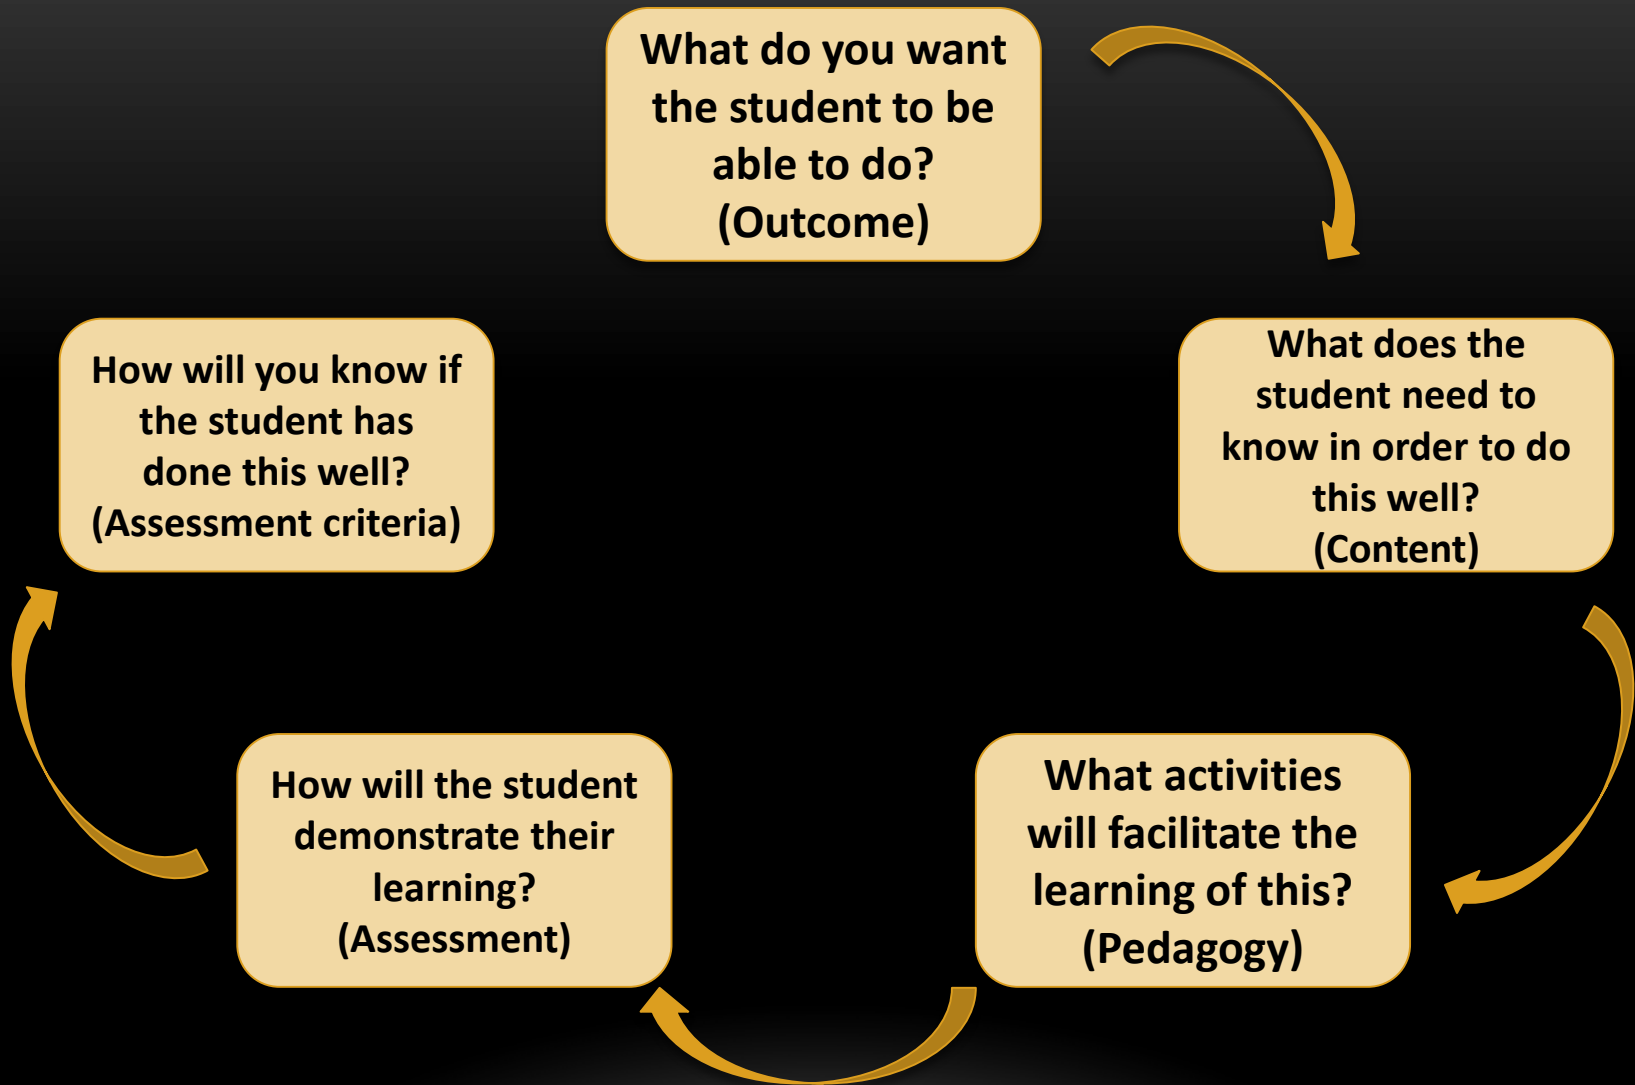 What do you want
the student to be
able to do?
(Outcome)
What does the
student need to
know in order to do
this well?
(Content)
What activities
will facilitate the
learning of this?
(Pedagogy)
How will the student
demonstrate their
learning?
(Assessment)
How will you know if
the student has
done this well?
(Assessment criteria)